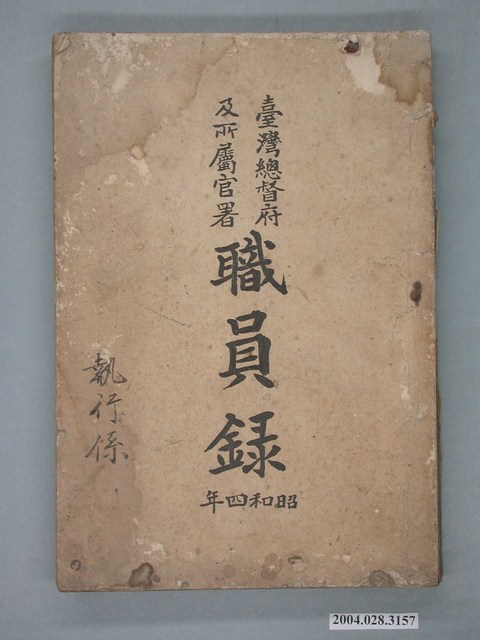 臺灣總督府
及所屬官署
職員録
昭和四年
執行係
2004.028.3157